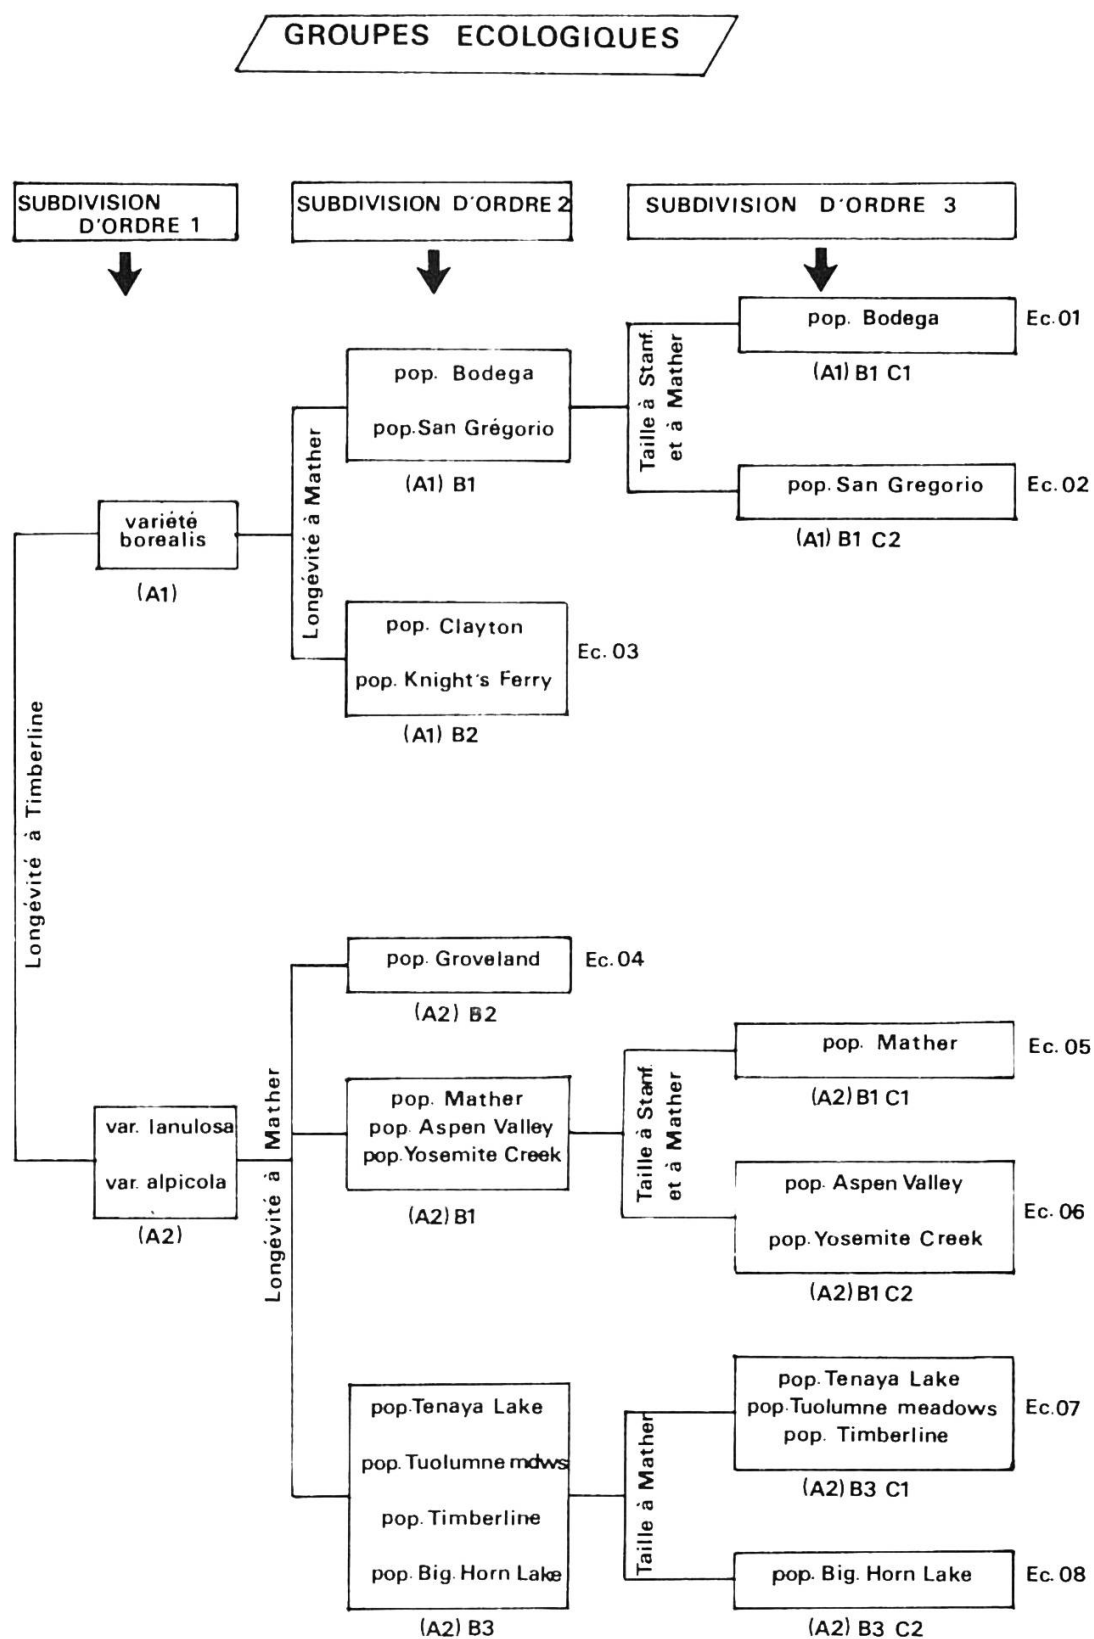 GROUPES ECOLOGIQUES
SUBDIVISION
D'ORDRE 1
SUBDIVISION D'ORDRE 2
SUBDIVISION D'ORDRE 3
Longévité à Timberline
variété
borealis
(A1)
Longévité à Mather
pop. Bodega
pop. San Grégorio
(A1) B1
Taille à Stanf.
et à Mather
pop. Bodega
Ec. 01
(A1) B1 C1
pop. San Gregorio
Ec. 02
(A1) B1 C2
pop. Clayton
pop. Knight's Ferry
Ec. 03
(A1) B2
var. lanulosa
var. alpicola
(A2)
Longévité à Mather
pop. Groveland
Ec. 04
(A2) B2
pop. Mather
pop. Aspen Valley
pop. Yosemite Creek
(A2) B1
Taille à Stanf.
et à Mather
pop. Mather
Ec. 05
(A2) B1 C1
pop. Aspen Valley
pop. Yosemite Creek
Ec. 06
(A2) B1 C2
pop. Tenaya Lake
pop. Tuolumne mdws
pop. Timberline
pop. Big. Horn Lake
(A2) B3
Taille à Mather
pop. Tenaya Lake
pop. Tuolumne meadows
pop. Timberline
Ec. 07
(A2) B3 C1
pop. Big. Horn Lake
Ec. 08
(A2) B3 C2